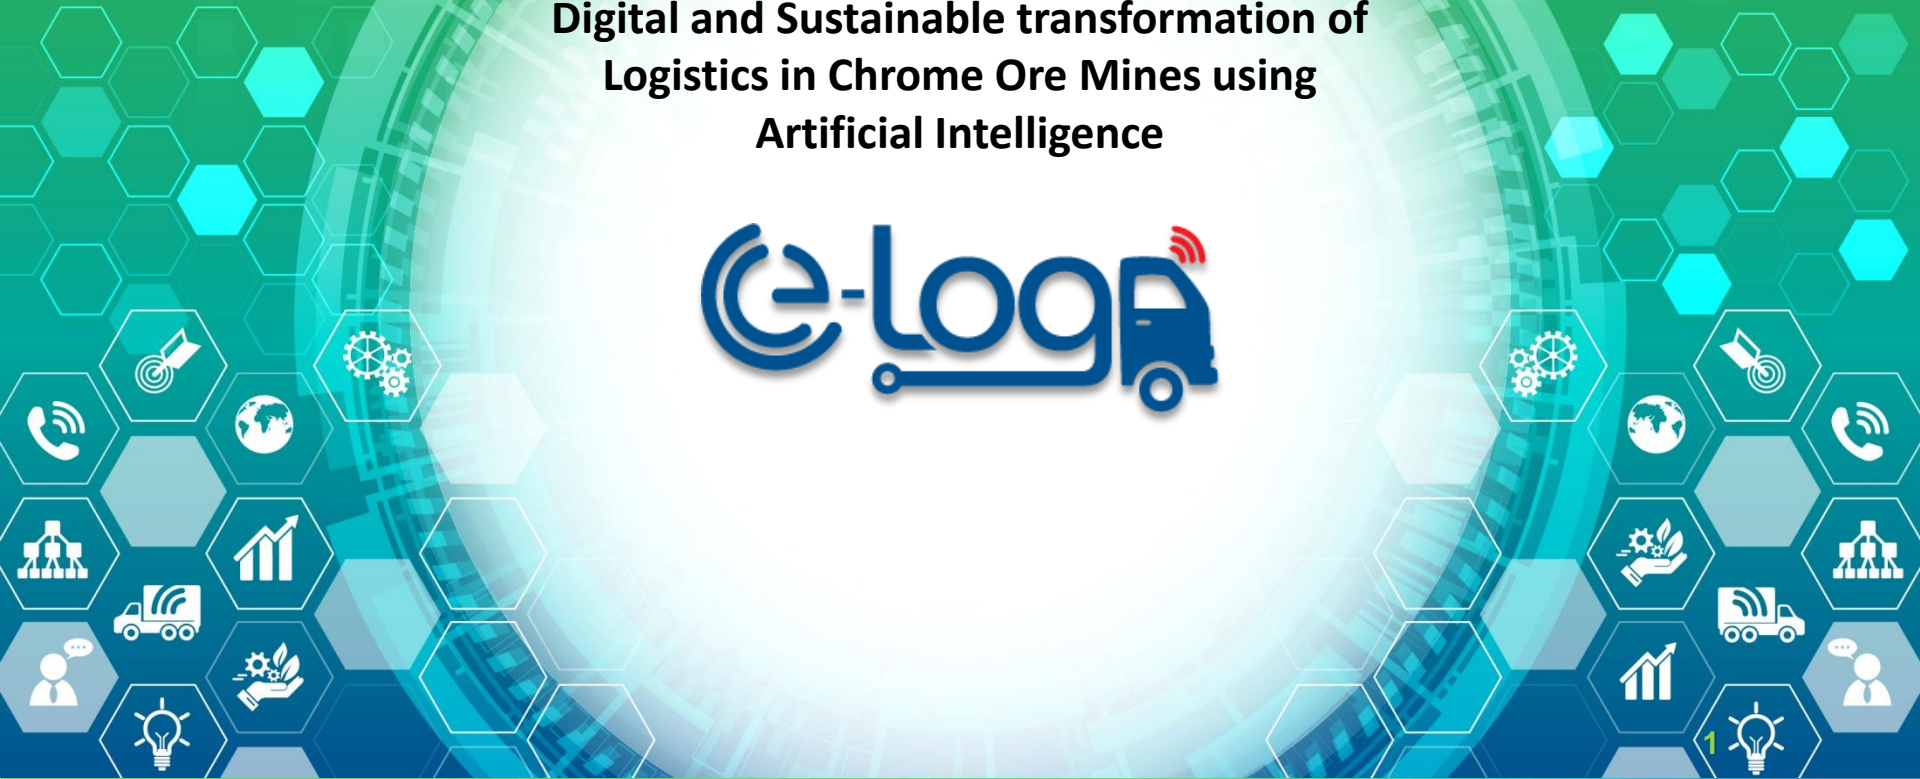 Digital and Sustainable transformation of
Logistics in Chrome Ore Mines using
Artificial Intelligence
e-Log
1